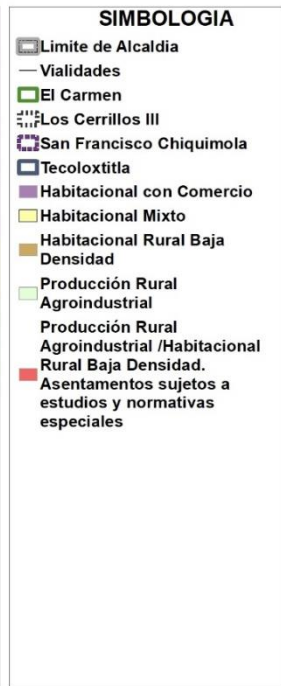 SIMBOLOGIA
Limite de Alcaldia
Vialidades
El Carmen
Los Cerrillos III
San Francisco Chiquimola
Tecoloxtitla
Habitacional con Comercio
Habitacional Mixto
Habitacional Rural Baja
Densidad
Producción Rural
Agroindustrial
Producción Rural
Agroindustrial /Habitacional
Rural Baja Densidad.
Asentamentos sujetos a
estudios y normativas
especiales